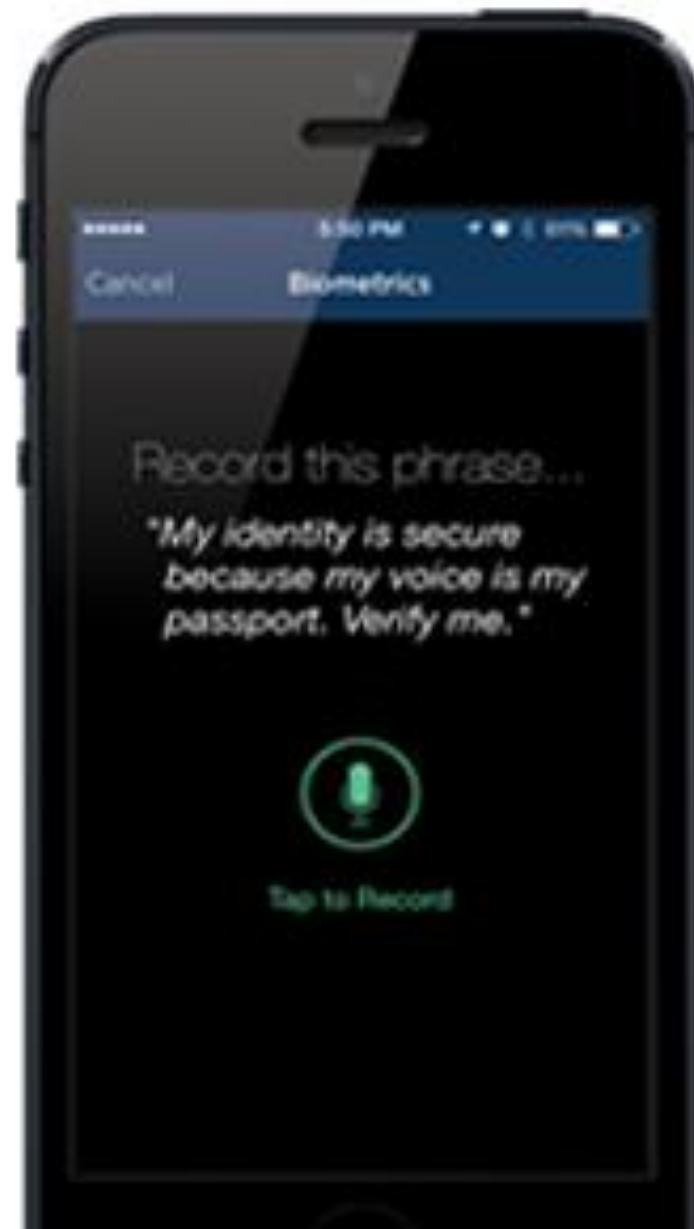 5:50 PM
Cancel
Biometrics
Record this phrase...
"My identity is secure
because my voice is my
passport. Verify me."
Tap to Record